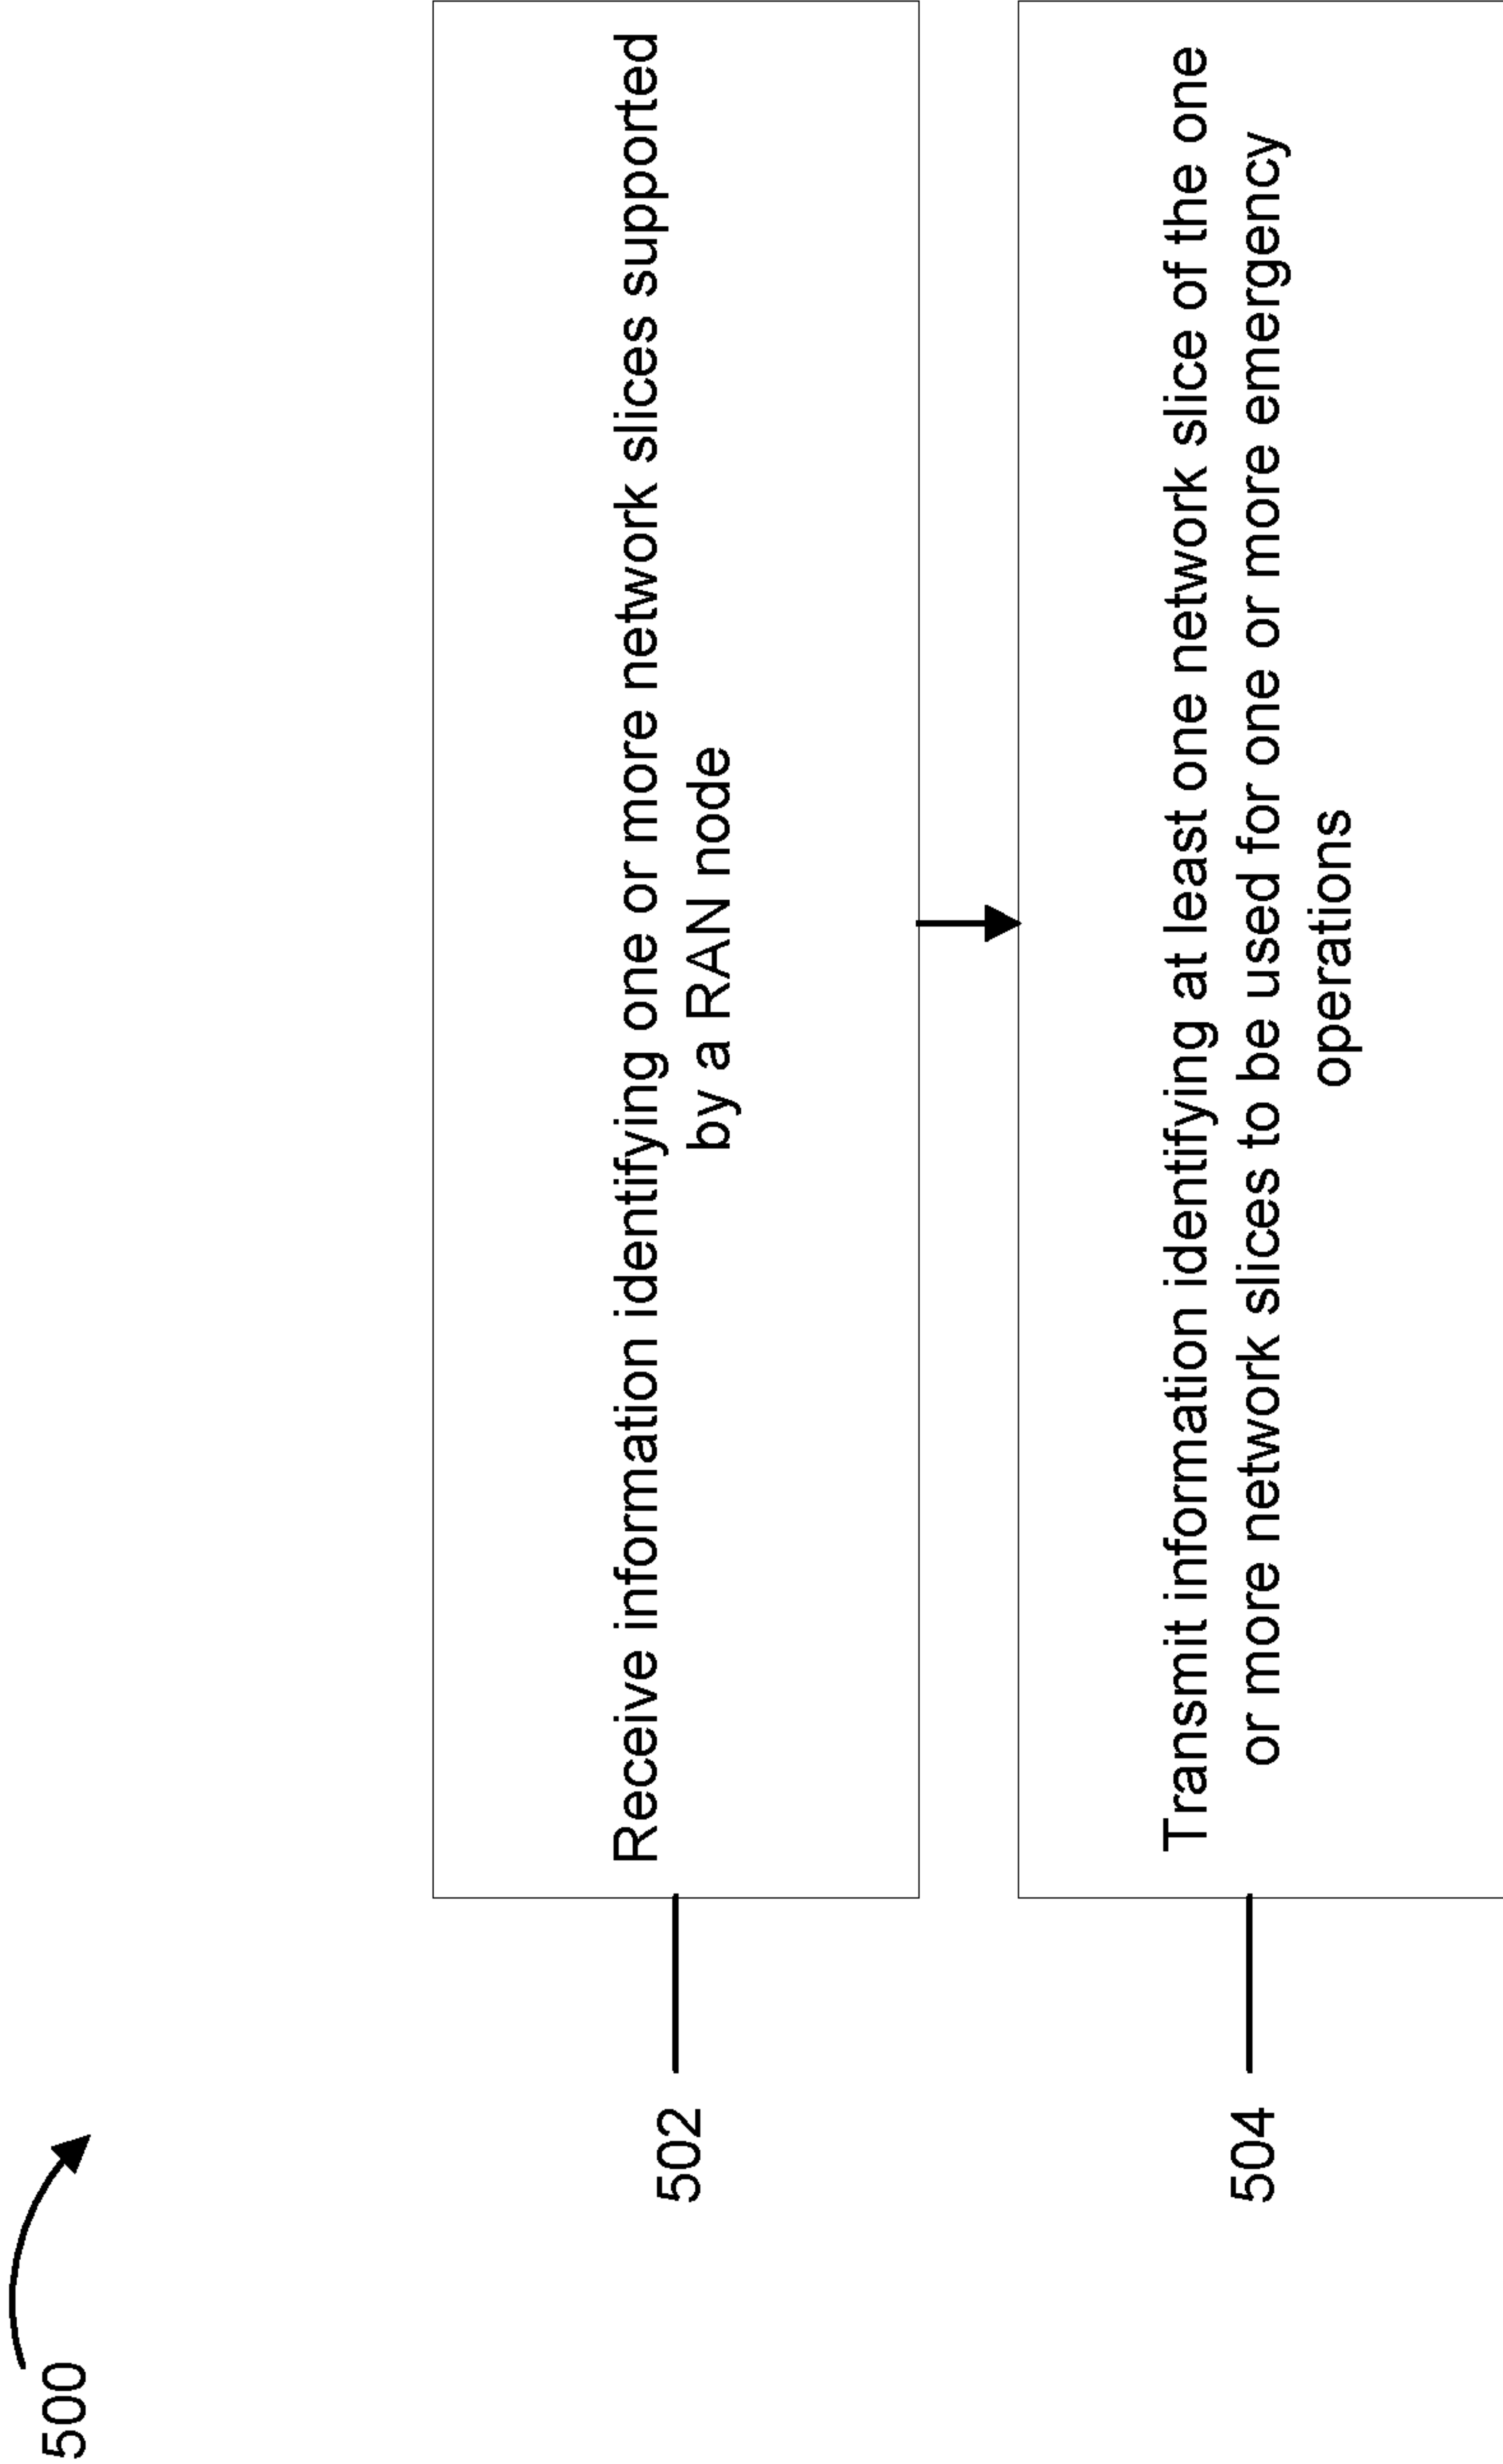 500
502
Receive information identifying one or more network slices supported
by a RAN node
504
Transmit information identifying at least one network slice of the one
or more network slices to be used for one or more emergency
operations